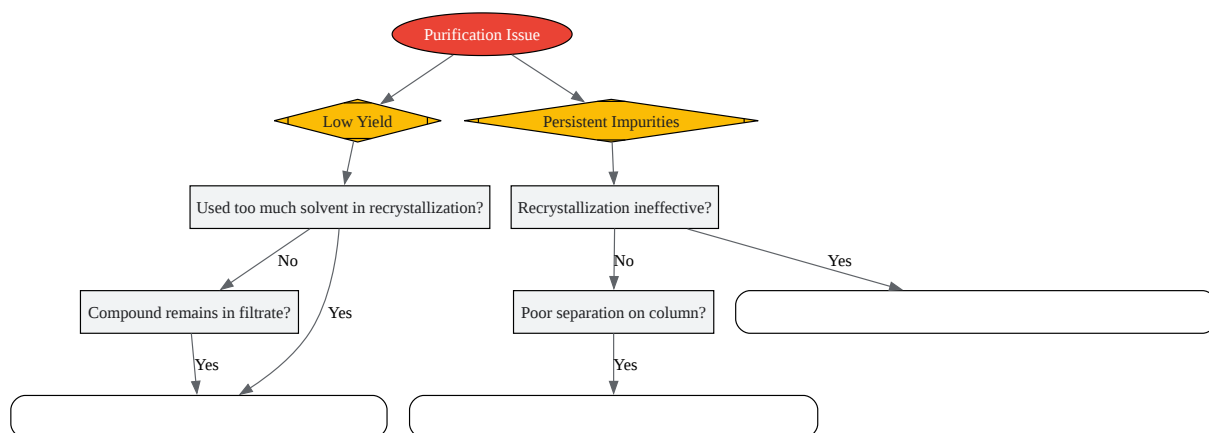 Purification Issue
Low Yield
Persistent Impurities
Used too much solvent in recrystallization?
Recrystallization ineffective?
No
No
Yes
Compound remains in filtrate?
Poor separation on column?
Yes
Yes
Yes